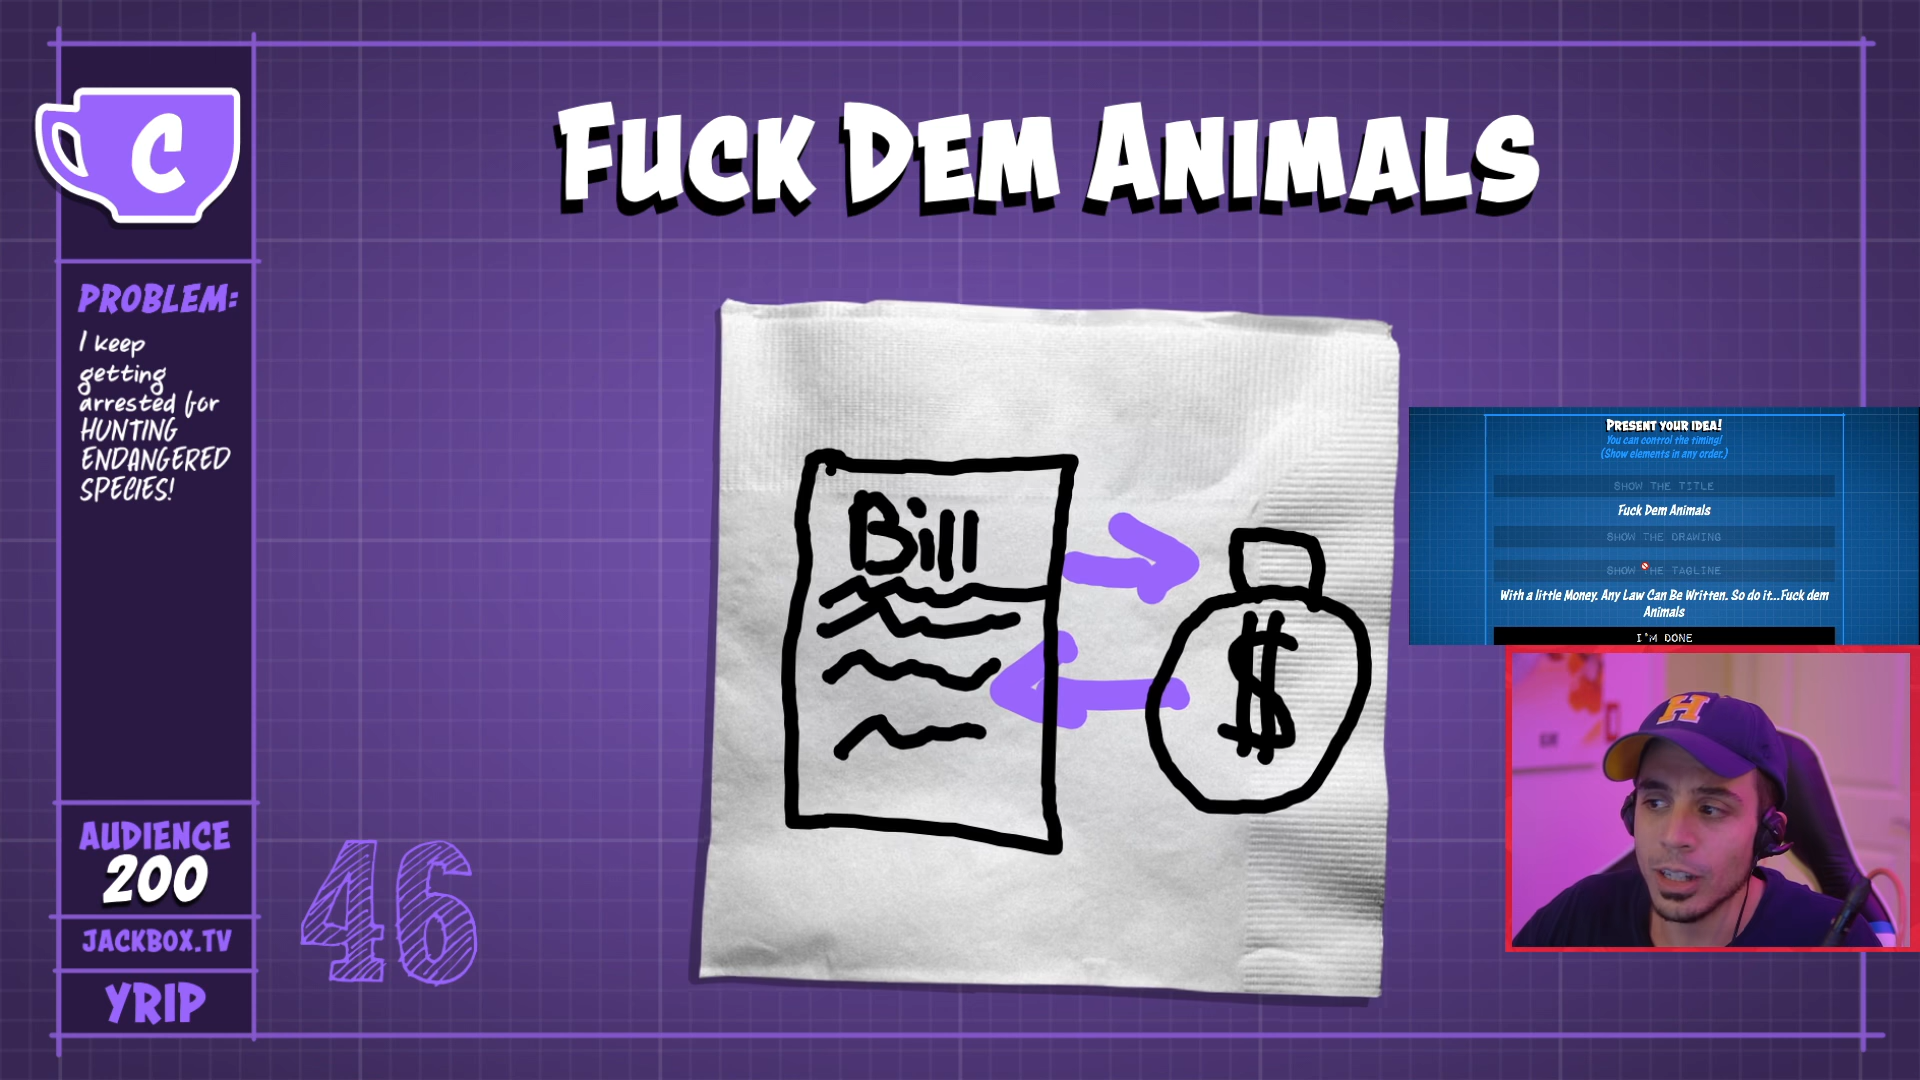 C
Fuck Dem Animals
PROBLEM:
I keep
getting
arrested for
HUNTING
ENDANGERED
SPECIES!
Bill
$
AUDIENCE
200
JACKBOX.TV
YRIP
46
PRESENT YOUR IDEA!
You can control the timing!
(Show elements in any order.)
SHOW THE TITLE
Fuck Dem Animals
SHOW THE DRAWING
SHOW THE TAGLINE
With a little Money. Any Law Can Be Written. So do it...Fuck dem
Animals
I'M DONE
H